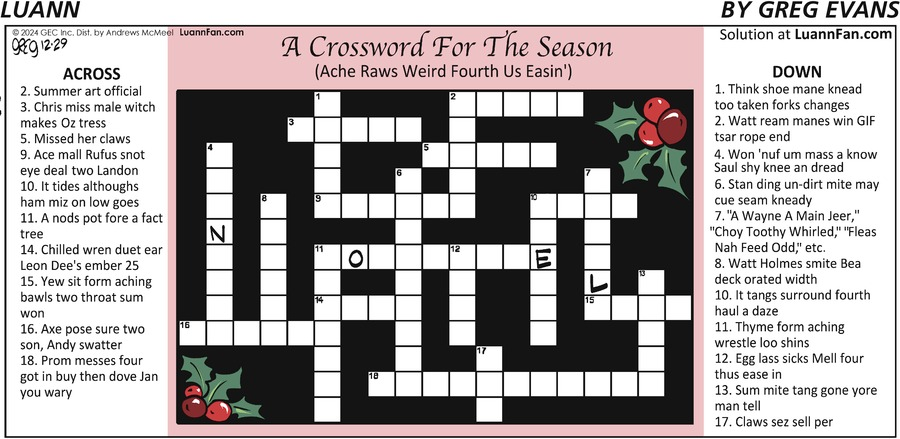 LUANN
BY GREG EVANS
© 2024 GEC Inc. Dist. by Andrews McMeel LuannFan.com
GREG 12·29
A Crossword For The Season
(Ache Raws Weird Fourth Us Easin')
Solution at LuannFan.com
ACROSS
2. Summer art official
3. Chris miss male witch
makes Oz tress
5. Missed her claws
9. Ace mall Rufus snot
eye deal two Landon
10. It tides althoughs
ham miz on low goes
11. A nods pot fore a fact
tree
14. Chilled wren duet ear
Leon Dee's ember 25
15. Yew sit form aching
bawls two throat sum
won
16. Axe pose sure two
son, Andy swatter
18. Prom messes four
got in buy then dove Jan
you wary
1
2
3
4
5
6
7
8
9
10
N
11
O
12
E
13
L
14
15
16
17
18
DOWN
1. Think shoe mane knead
too taken forks changes
2. Watt ream manes win GIF
tsar rope end
4. Won 'nuf um mass a know
Saul shy knee an dread
6. Stan ding un-dirt mite may
cue seam kneady
7. "A Wayne A Main Jeer,"
"Choy Toothy Whirled," "Fleas
Nah Feed Odd," etc.
8. Watt Holmes smite Bea
deck orated width
10. It tangs surround fourth
haul a daze
11. Thyme form aching
wrestle loo shins
12. Egg lass sicks Mell four
thus ease in
13. Sum mite tang gone yore
man tell
17. Claws sez sell per